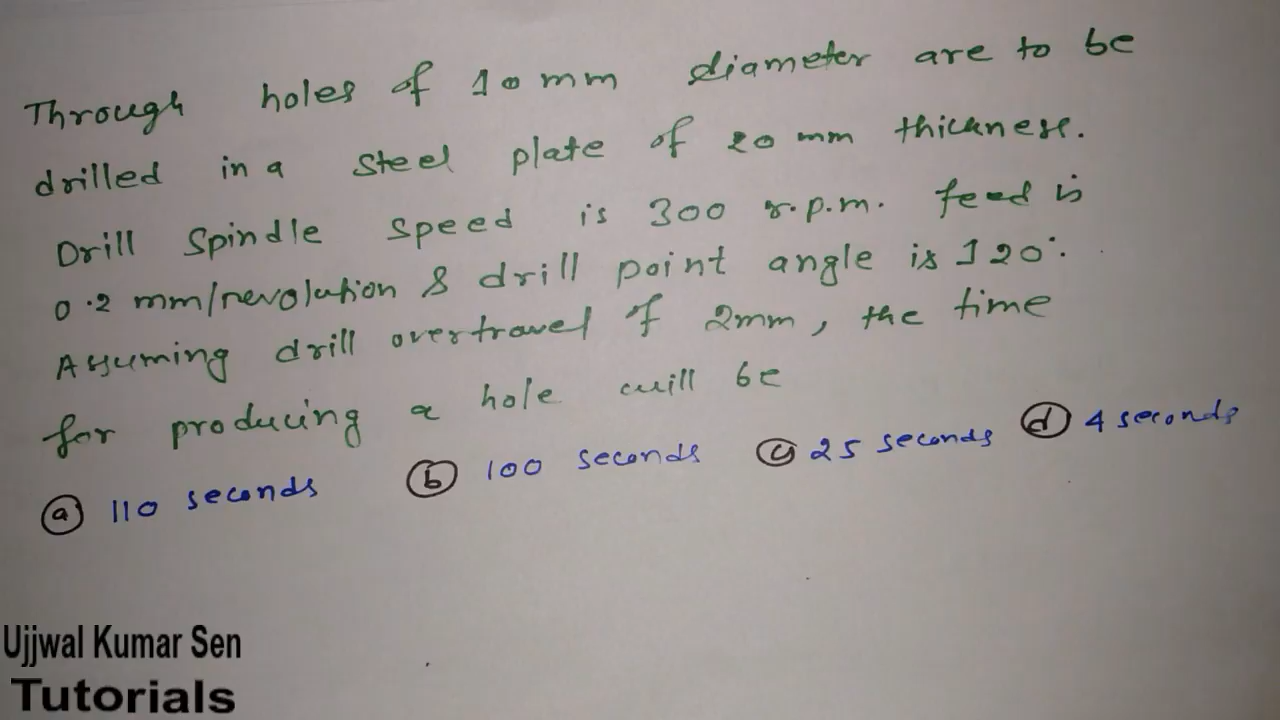 Through holes of 10 mm diameter are to be
drilled in a steel plate of 20 mm thickness.
Drill Spindle speed is 300 r.p.m. feed is
0.2 mm/revolution & drill point angle is 120°.
Assuming drill overtravel of 2mm, the time
for producing a hole will be
(a) 110 seconds (b) 100 seconds (c) 25 seconds (d) 4 seconds
Ujjwal Kumar Sen
Tutorials